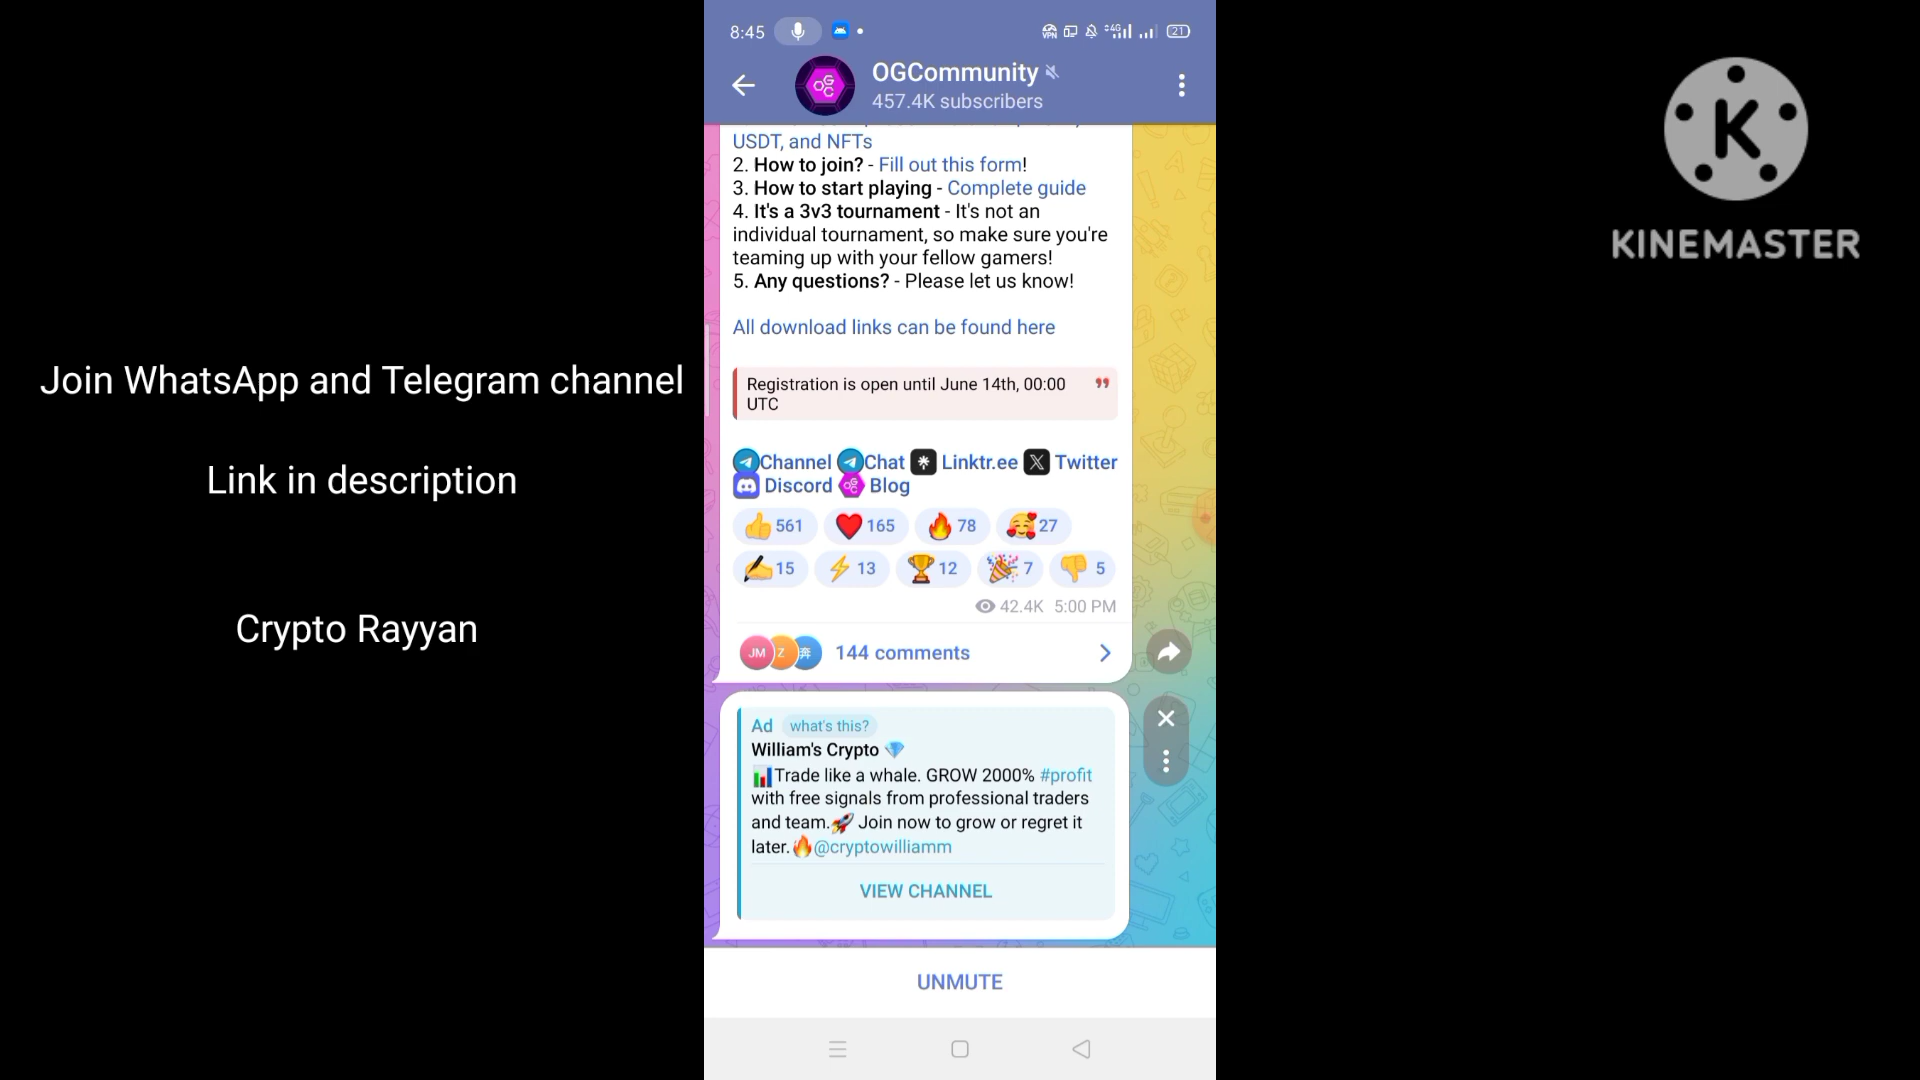 8:45
VPN
4G
21
OGCommunity
457.4K subscribers
USDT, and NFTs
2. How to join? - Fill out this form!
3. How to start playing - Complete guide
4. It's a 3v3 tournament - It's not an
individual tournament, so make sure you're
teaming up with your fellow gamers!
5. Any questions? - Please let us know!
All download links can be found here
Registration is open until June 14th, 00:00
UTC
Channel Chat Linktr.ee Twitter
Discord Blog
👍 561 ❤️ 165 🔥 78 🥰 27
✍️ 15 ⚡ 13 🏆 12 🎉 7 👎 5
42.4K 5:00 PM
JM Z 奔 144 comments
Ad what's this?
William's Crypto 💎
📊Trade like a whale. GROW 2000% #profit
with free signals from professional traders
and team.🚀 Join now to grow or regret it
later.🔥@cryptowilliamm
VIEW CHANNEL
UNMUTE
Join WhatsApp and Telegram channel
Link in description
Crypto Rayyan
K
KINEMASTER